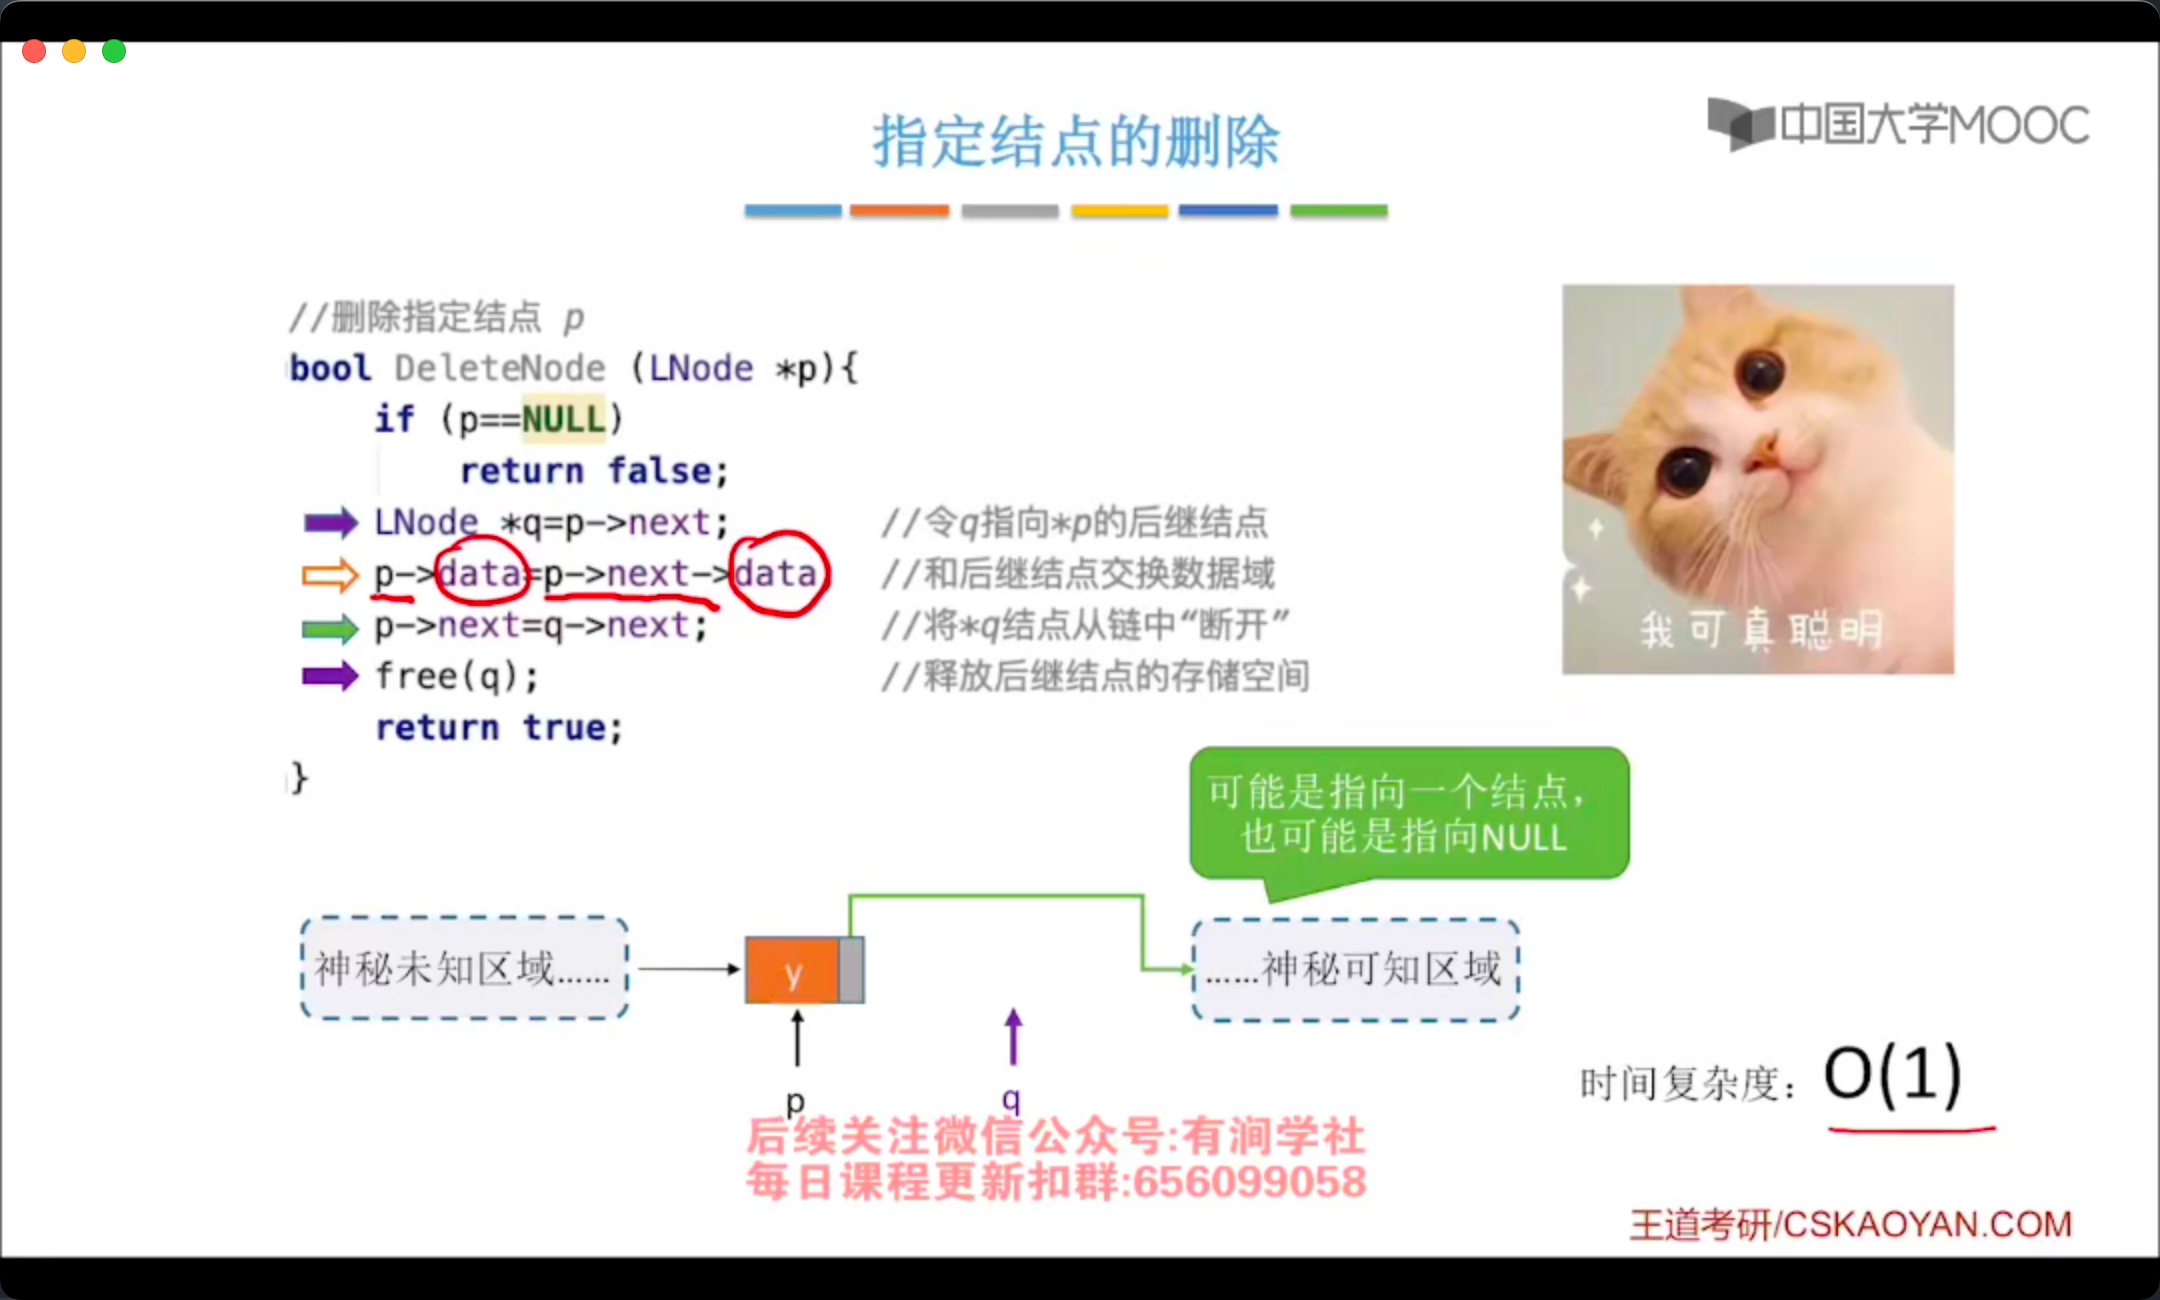 中国大学MOOC
指定结点的删除
//删除指定结点 p
bool DeleteNode (LNode *p){
if (p==NULL)
return false;
LNode *q=p->next; //令q指向*p的后继结点
p->data=p->next->data //和后继结点交换数据域
p->next=q->next; //将*q结点从链中“断开”
free(q); //释放后继结点的存储空间
return true;
}
我可真聪明
可能是指向一个结点，
也可能是指向NULL
神秘未知区域……
y
……神秘可知区域
p
q
时间复杂度：O(1)
后续关注微信公众号:有涧学社
每日课程更新扣群:656099058
王道考研/CSKAOYAN.COM